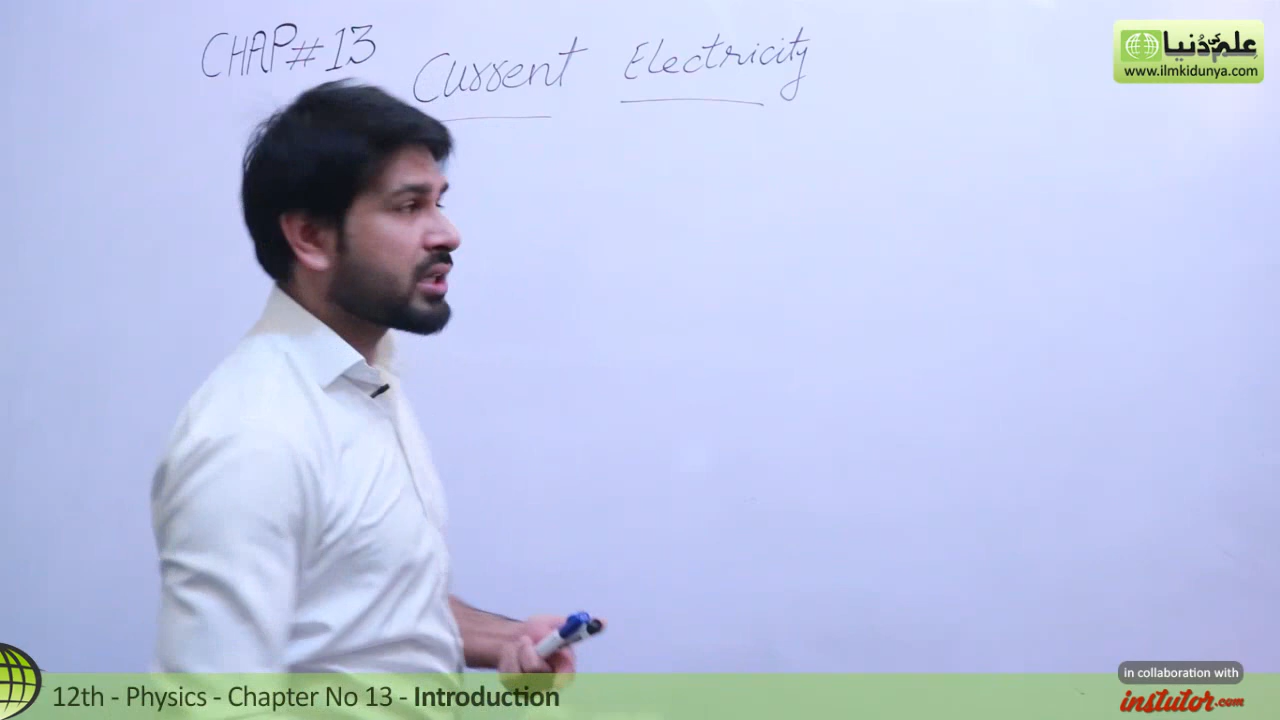 CHAP#13 Current Electricity
علم کی دُنیا
www.ilmkidunya.com
in collaboration with
instutor.com
12th - Physics - Chapter No 13 - Introduction